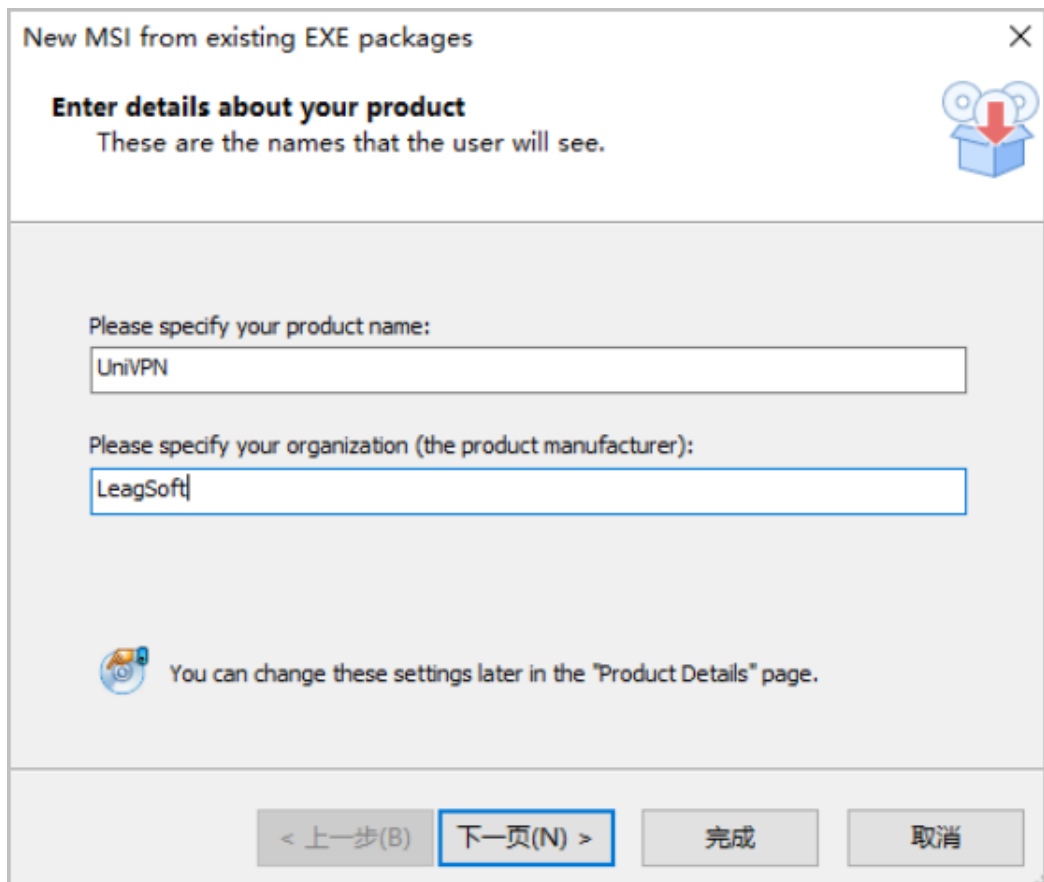 New MSI from existing EXE packages
Enter details about your product
These are the names that the user will see.
Please specify your product name:
UniVPN
Please specify your organization (the product manufacturer):
LeagSoft
You can change these settings later in the "Product Details" page.
< 上一步(B) 下一页(N) > 完成 取消